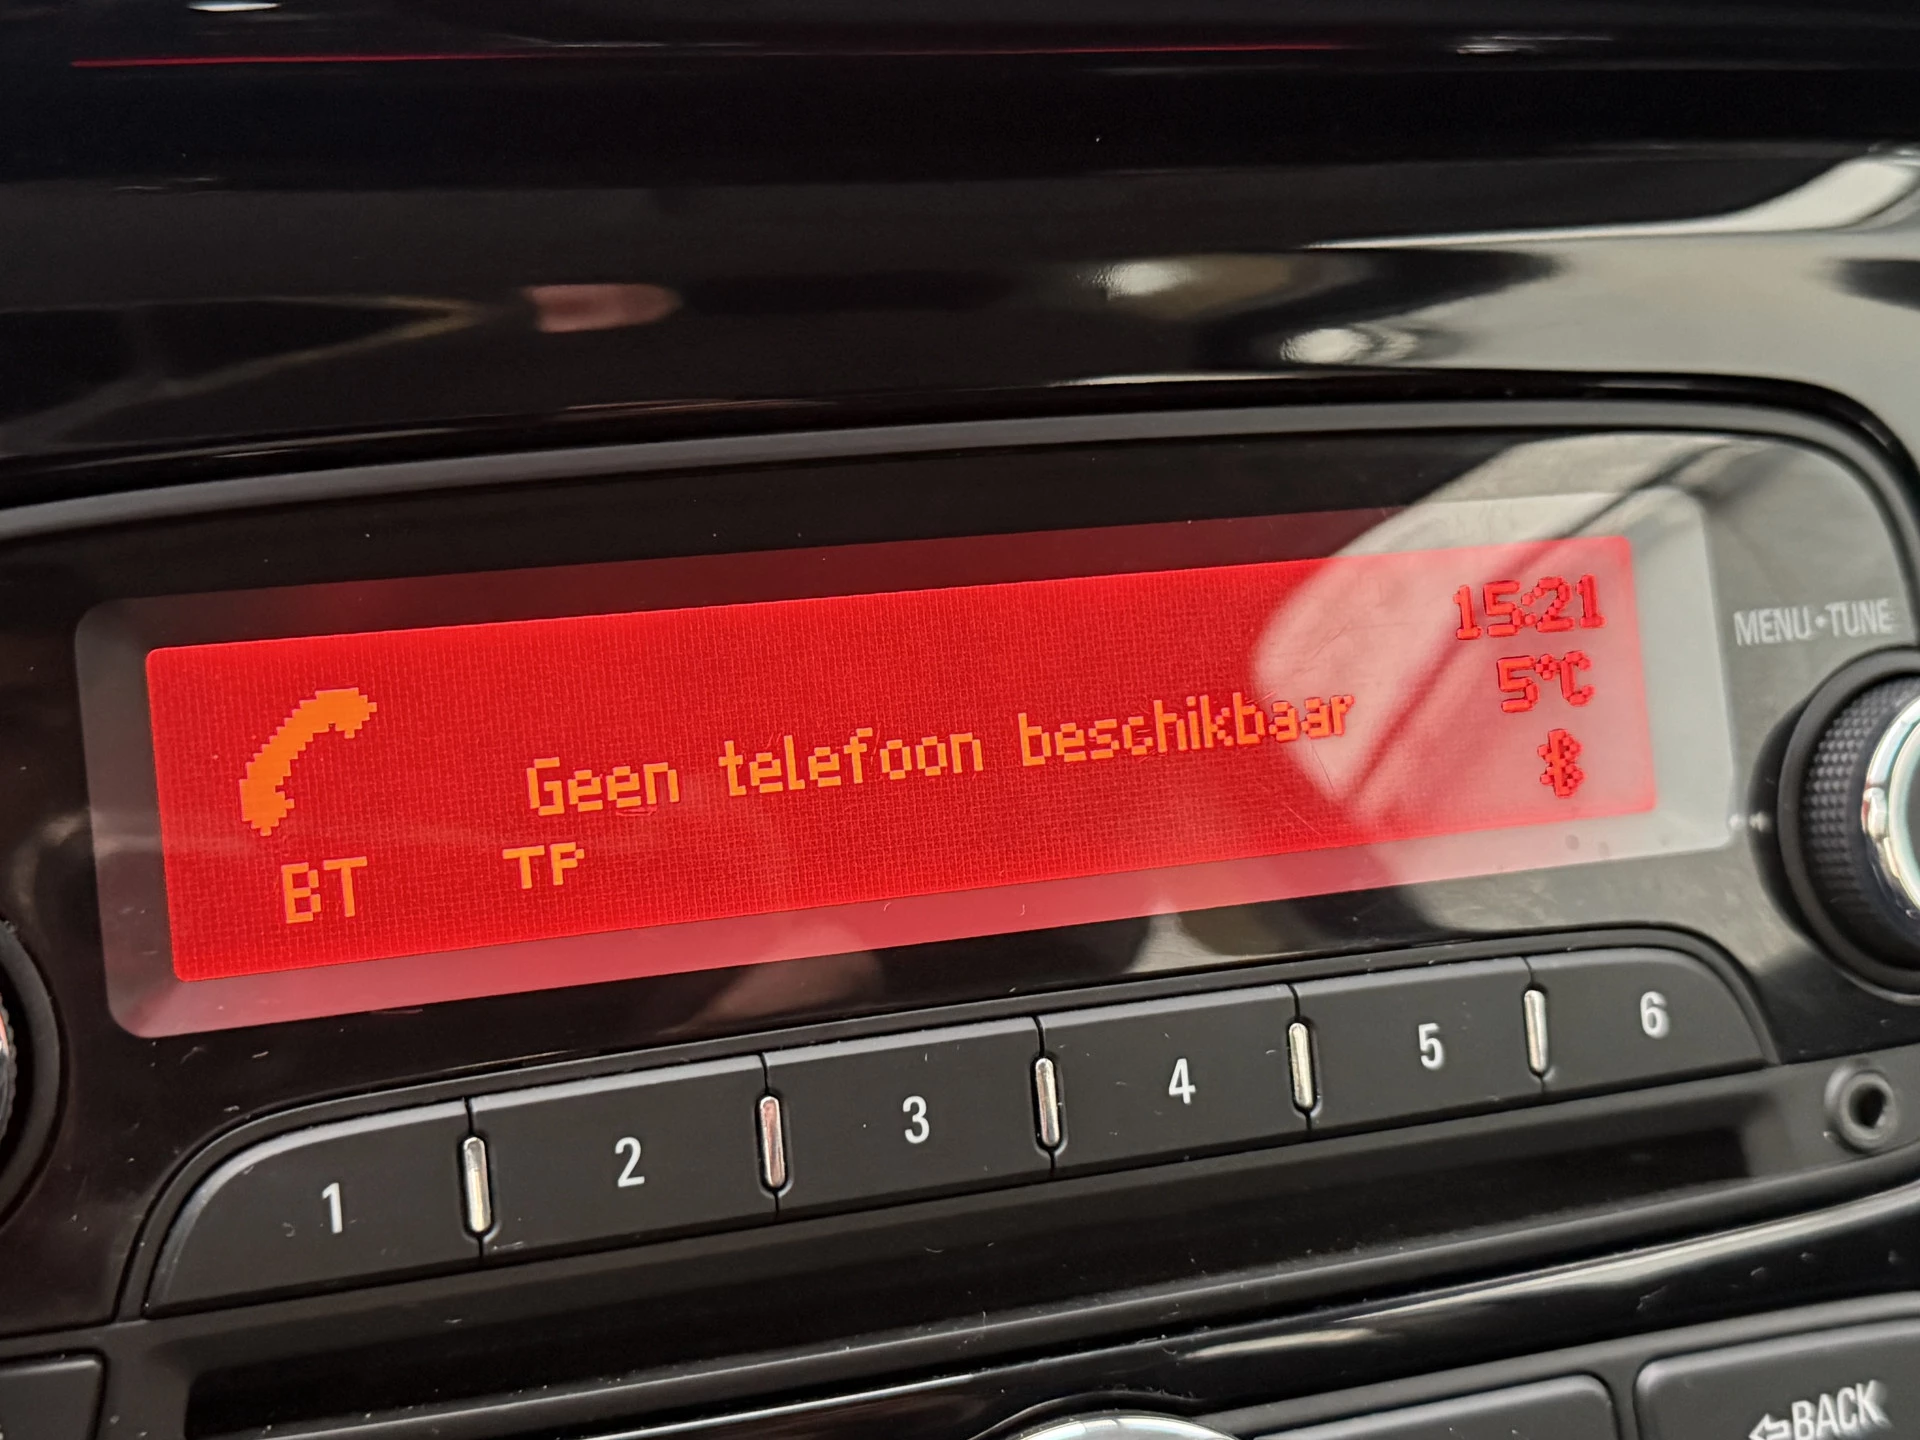 15:21
5°C
Geen telefoon beschikbaar
BT TP
MENU•TUNE
1 2 3 4 5 6
BACK